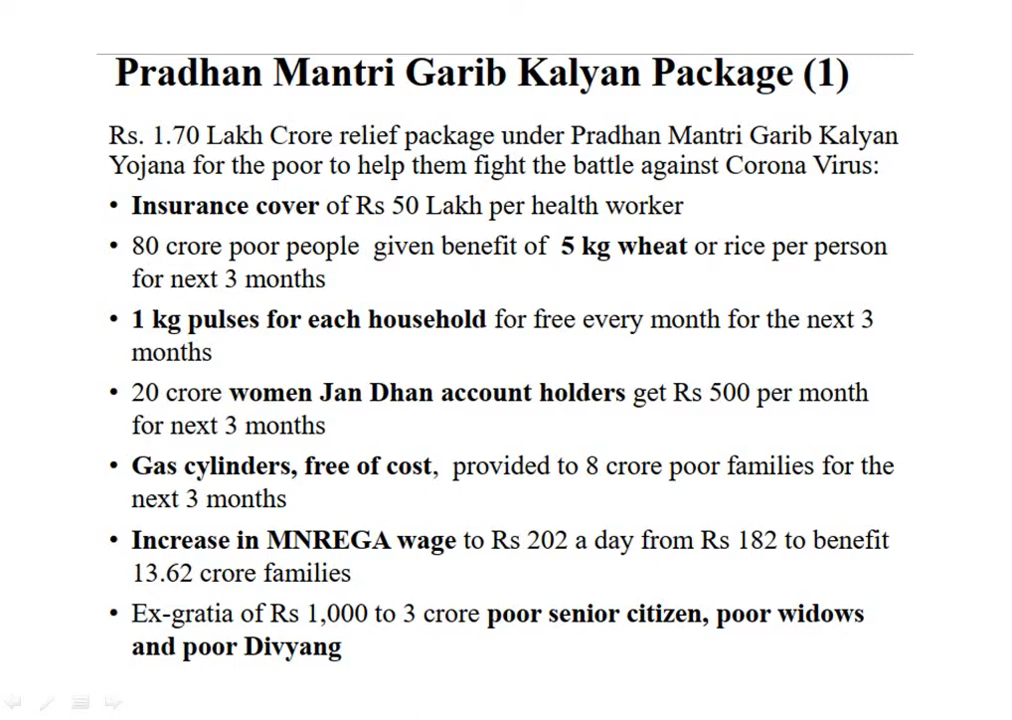 Pradhan Mantri Garib Kalyan Package (1)
Rs. 1.70 Lakh Crore relief package under Pradhan Mantri Garib Kalyan
Yojana for the poor to help them fight the battle against Corona Virus:
• Insurance cover of Rs 50 Lakh per health worker
• 80 crore poor people given benefit of 5 kg wheat or rice per person
for next 3 months
• 1 kg pulses for each household for free every month for the next 3
months
• 20 crore women Jan Dhan account holders get Rs 500 per month
for next 3 months
• Gas cylinders, free of cost, provided to 8 crore poor families for the
next 3 months
• Increase in MNREGA wage to Rs 202 a day from Rs 182 to benefit
13.62 crore families
• Ex-gratia of Rs 1,000 to 3 crore poor senior citizen, poor widows
and poor Divyang